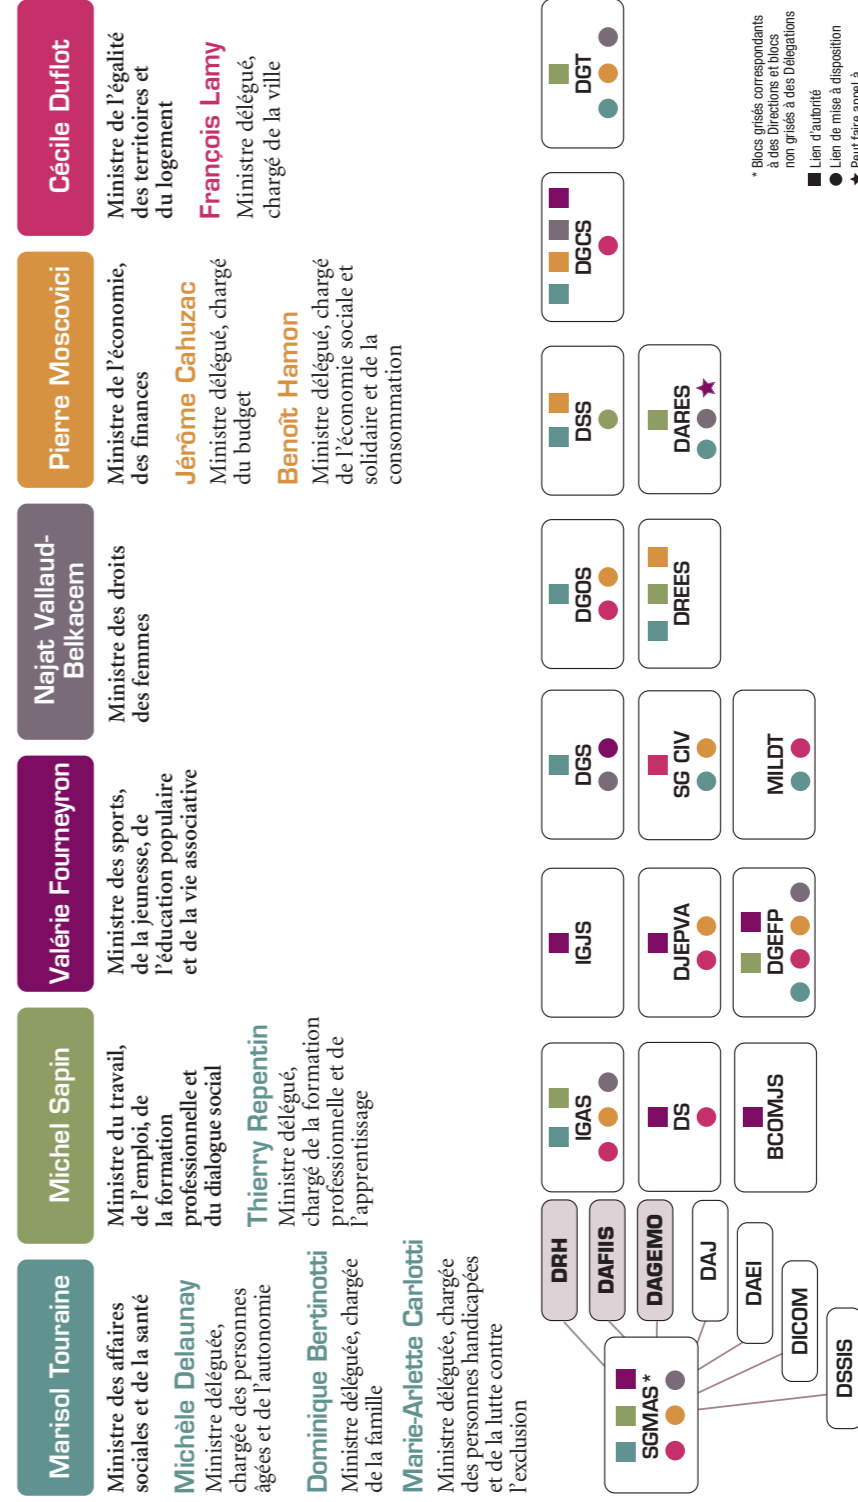 Marisol Touraine
Ministre des affaires
sociales et de la santé
Michèle Delaunay
Ministre déléguée,
chargée des personnes
âgées et de l'autonomie
Dominique Bertinotti
Ministre déléguée, chargée
de la famille
Marie-Arlette Carlotti
Ministre déléguée, chargée
des personnes handicapées
et de la lutte contre
l'exclusion
Michel Sapin
Ministre du travail,
de l'emploi, de
la formation
professionnelle et
du dialogue social
Thierry Repentin
Ministre délégué,
chargé de la formation
professionnelle et de
l'apprentissage
Valérie Fourneyron
Ministre des sports,
de la jeunesse, de
l'éducation populaire
et de la vie associative
Najat Vallaud-
Belkacem
Ministre des droits
des femmes
Pierre Moscovici
Ministre de l'économie,
des finances
Jérôme Cahuzac
Ministre délégué, chargé
du budget
Benoît Hamon
Ministre délégué, chargé
de l'économie sociale et
solidaire et de la
consommation
Cécile Duflot
Ministre de l'égalité
des territoires et
du logement
François Lamy
Ministre délégué,
chargé de la ville
SGMAS*
DRH
DAFIIS
DAGEMO
DAJ
DAEI
DICOM
DSSIS
IGAS
IGJS
DGS
DGOS
DSS
DGCS
DGT
DS
DJEPVA
SG CIV
DREES
DARES
BCOMJS
DGEFP
MILDT
* Blocs grisés correspondants
à des Directions et blocs
non grisés à des Délegations
Lien d'autorité
Lien de mise à disposition
Peut faire appel à